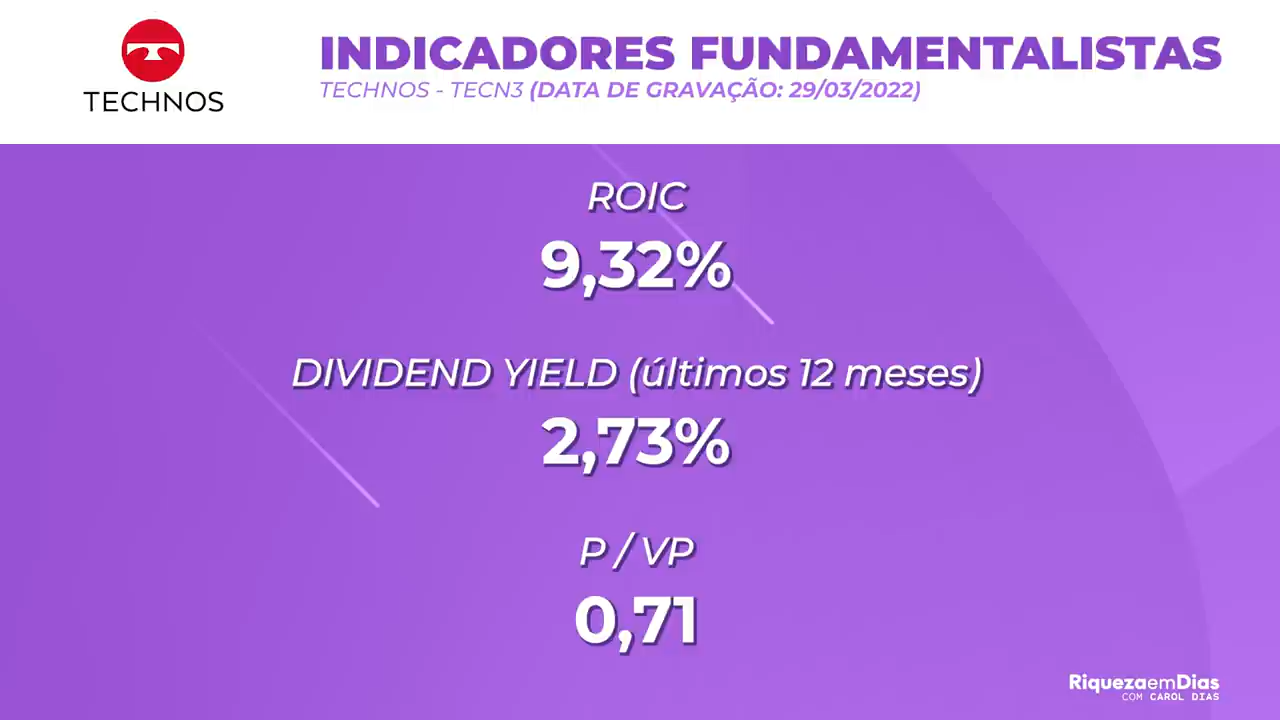 TECHNOS
INDICADORES FUNDAMENTALISTAS
TECHNOS - TECN3 (DATA DE GRAVAÇÃO: 29/03/2022)
ROIC
9,32%
DIVIDEND YIELD (últimos 12 meses)
2,73%
P / VP
0,71
RiquezaemDias
COM CAROL DIAS